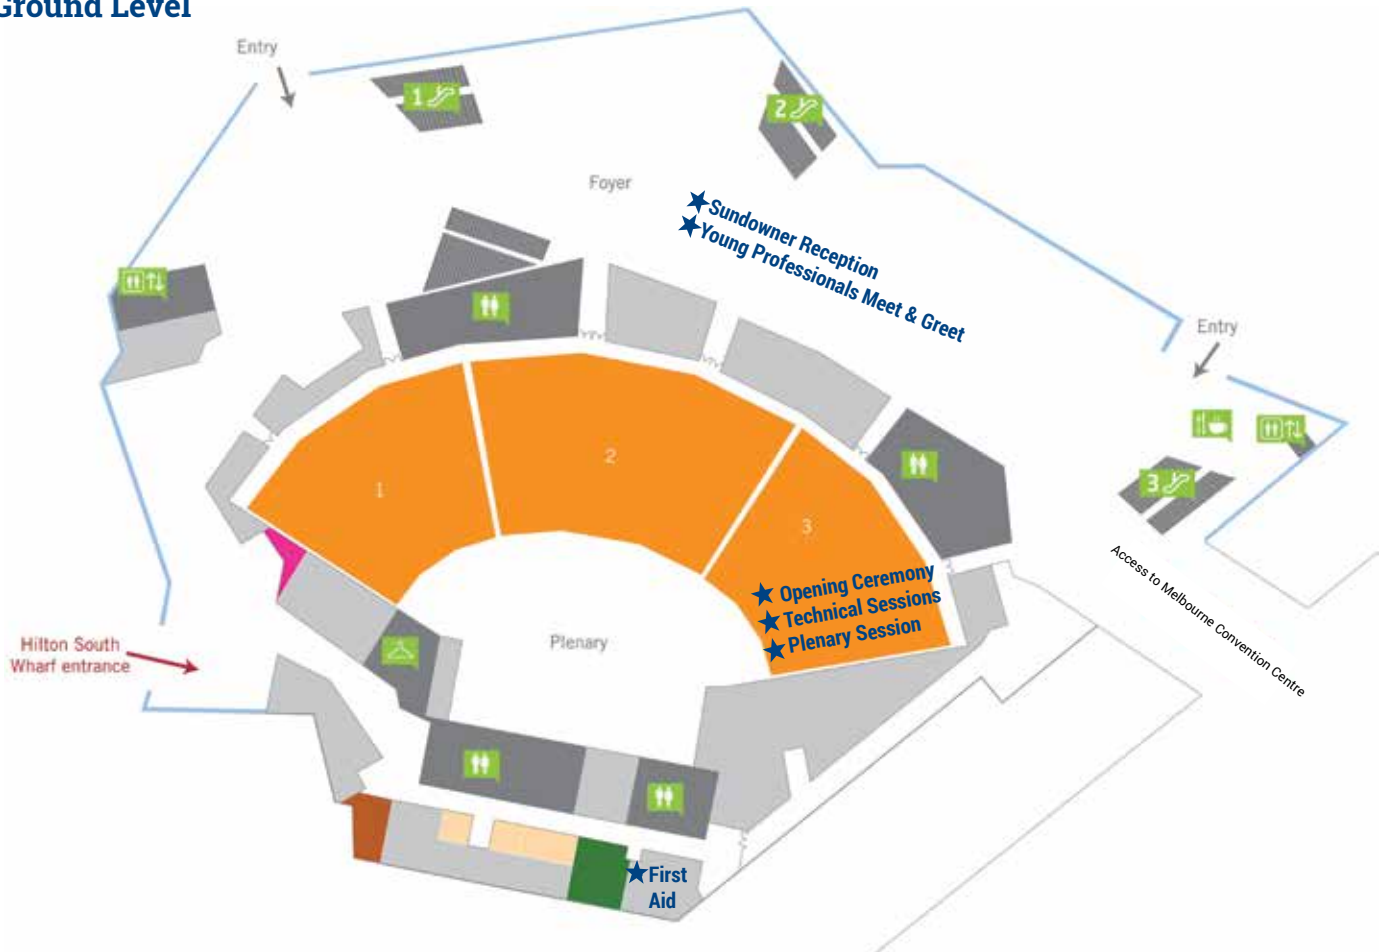 Ground Level
Entry
1
2
Foyer
Sundowner Reception
Young Professionals Meet & Greet
Entry
3
1
2
3
Access to Melbourne Convention Centre
Opening Ceremony
Technical Sessions
Plenary Session
Plenary
Hilton South
Wharf entrance
First
Aid